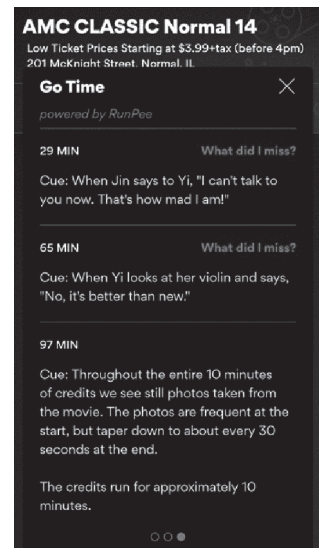 AMC CLASSIC Normal 14
Low Ticket Prices Starting at $3.99+tax (before 4pm)
201 McKnight Street, Normal, IL
Go Time
powered by RunPee
29 MIN What did I miss?
Cue: When Jin says to Yi, "I can't talk to
you now. That's how mad I am!"
65 MIN What did I miss?
Cue: When Yi looks at her violin and says,
"No, it's better than new."
97 MIN
Cue: Throughout the entire 10 minutes
of credits we see still photos taken from
the movie. The photos are frequent at the
start, but taper down to about every 30
seconds at the end.
The credits run for approximately 10
minutes.